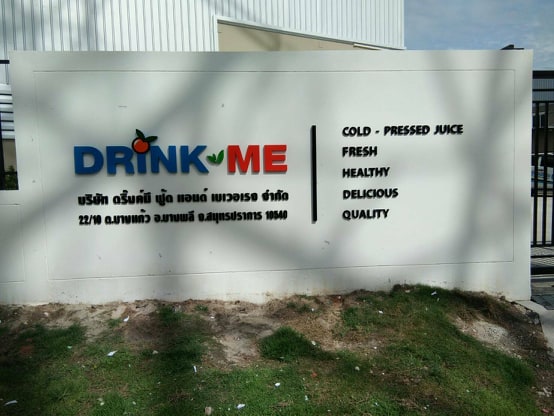 DRINK ME
บริษัท ดริ้งค์มี ฟู้ด แอนด์ เบเวอเรจ จำกัด
22/10 ต.บางแก้ว อ.บางพลี จ.สมุทรปราการ 10540
COLD - PRESSED JUICE
FRESH
HEALTHY
DELICIOUS
QUALITY